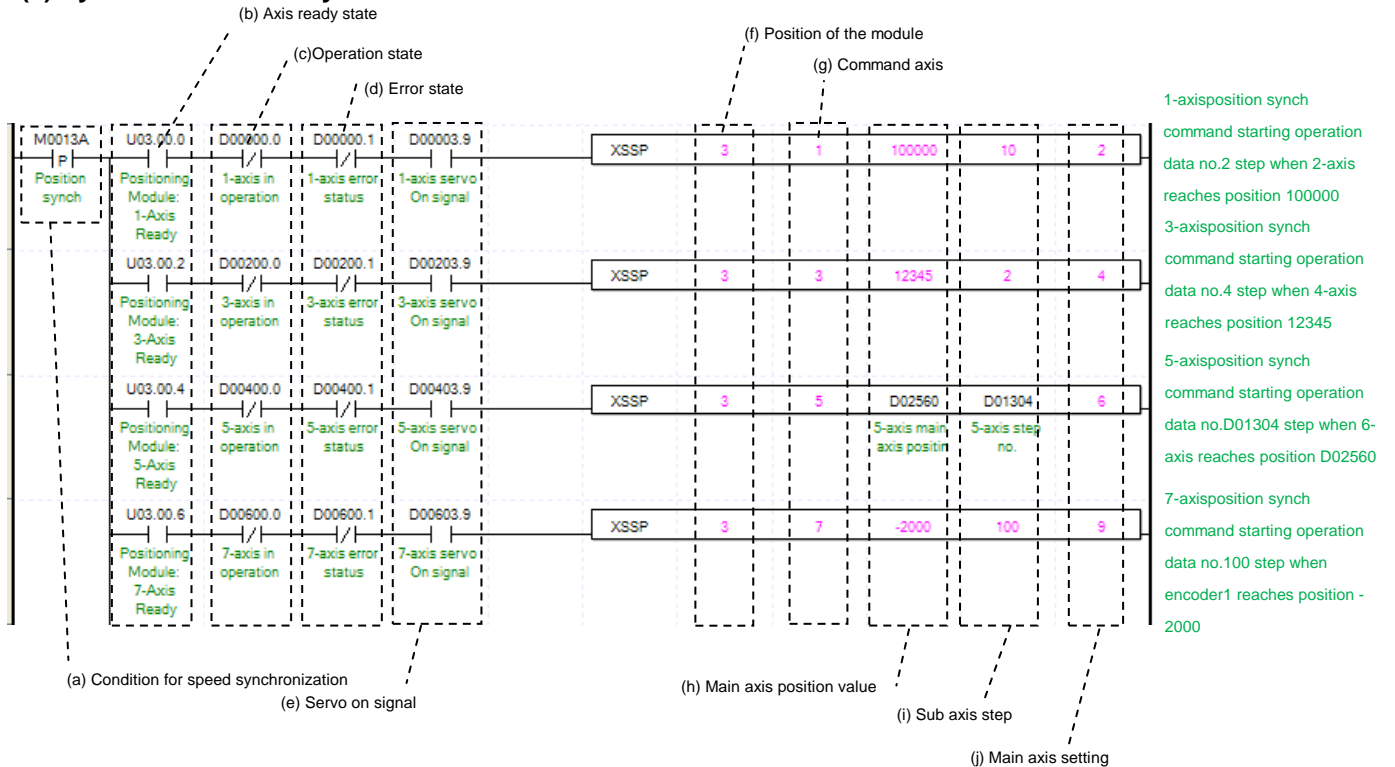 (b) Axis ready state
(c)Operation state
(d) Error state
(f) Position of the module
(g) Command axis
M0013A
P
Position
synch
U03.00.0
Positioning
Module:
1-Axis
Ready
D00000.0
1-axis in
operation
D00000.1
1-axis error
status
D00003.9
1-axis servo
On signal
XSSP 3 1 100000 10 2
1-axisposition synch
command starting operation
data no.2 step when 2-axis
reaches position 100000
U03.00.2
Positioning
Module:
3-Axis
Ready
D00200.0
3-axis in
operation
D00200.1
3-axis error
status
D00203.9
3-axis servo
On signal
XSSP 3 3 12345 2 4
3-axisposition synch
command starting operation
data no.4 step when 4-axis
reaches position 12345
U03.00.4
Positioning
Module:
5-Axis
Ready
D00400.0
5-axis in
operation
D00400.1
5-axis error
status
D00403.9
5-axis servo
On signal
XSSP 3 5 D02560 D01304 6
5-axis main
axis positin
5-axis step
no.
5-axisposition synch
command starting operation
data no.D01304 step when 6-
axis reaches position D02560
U03.00.6
Positioning
Module:
7-Axis
Ready
D00600.0
7-axis in
operation
D00600.1
7-axis error
status
D00603.9
7-axis servo
On signal
XSSP 3 7 -2000 100 9
7-axisposition synch
command starting operation
data no.100 step when
encoder1 reaches position -
2000
(a) Condition for speed synchronization
(e) Servo on signal
(h) Main axis position value
(i) Sub axis step
(j) Main axis setting